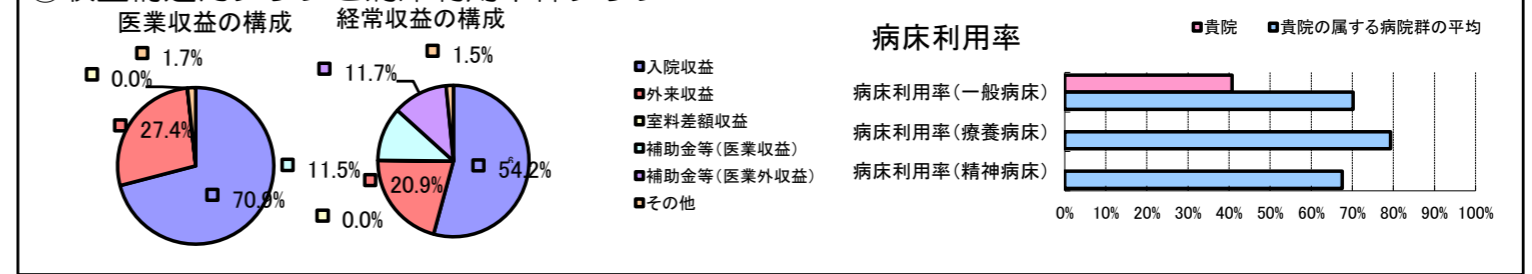 医業収益の構成
1.7%
0.0%
27.4%
70.9%
経常収益の構成
1.5%
11.7%
11.5%
54.2%
20.9%
0.0%
入院収益
外来収益
室料差額収益
補助金等(医業収益)
補助金等(医業外収益)
その他
病床利用率
貴院 貴院の属する病院群の平均
病床利用率(一般病床)
病床利用率(療養病床)
病床利用率(精神病床)
0% 10% 20% 30% 40% 50% 60% 70% 80% 90% 100%